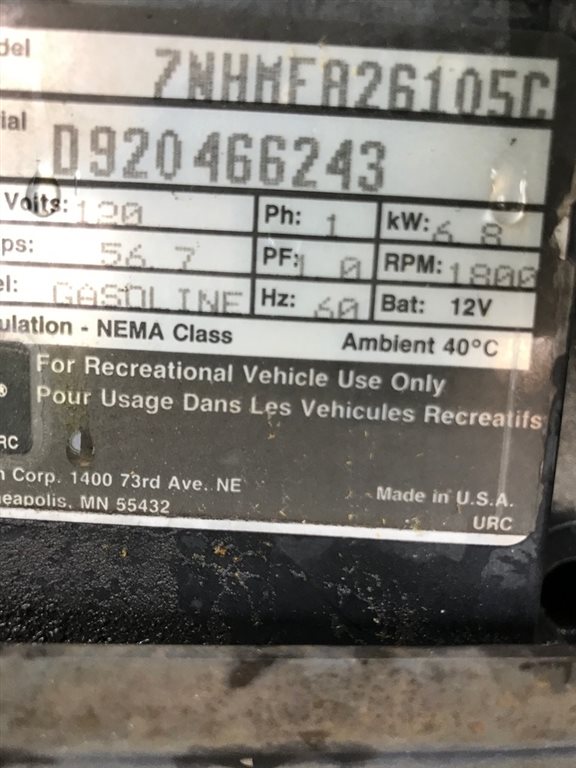 del 7NHMFA26105C
ial D920466243
Volts: 120 Ph: 1 kW: 6.8
ps: 56.7 PF: 1.0 RPM: 1800
el: GASOLINE Hz: 60 Bat: 12V
ulation - NEMA Class Ambient 40°C
For Recreational Vehicle Use Only
® Pour Usage Dans Les Vehicules Recreatifs
RC
n Corp. 1400 73rd Ave. NE Made in U.S.A.
neapolis, MN 55432 URC